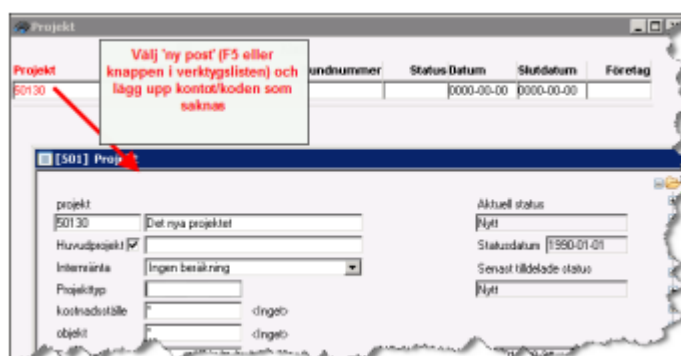 Projekt
Välj 'ny post' (F5 eller
knappen i verktygslisten) och
lägg upp kontot/koden som
saknas
Projekt undnummer Status Datum Slutdatum Företag
50130 0000-00-00 0000-00-00
[501] Projekt
projekt Aktuell status
50130 Det nya projektet Nytt
Huvudprojekt Statusdatum 1990-01-01
Internränta Ingen beräkning Senast tilldelade status
Projekttyp Nytt
kostnadsställe * <Inget>
objekt * <Inget>